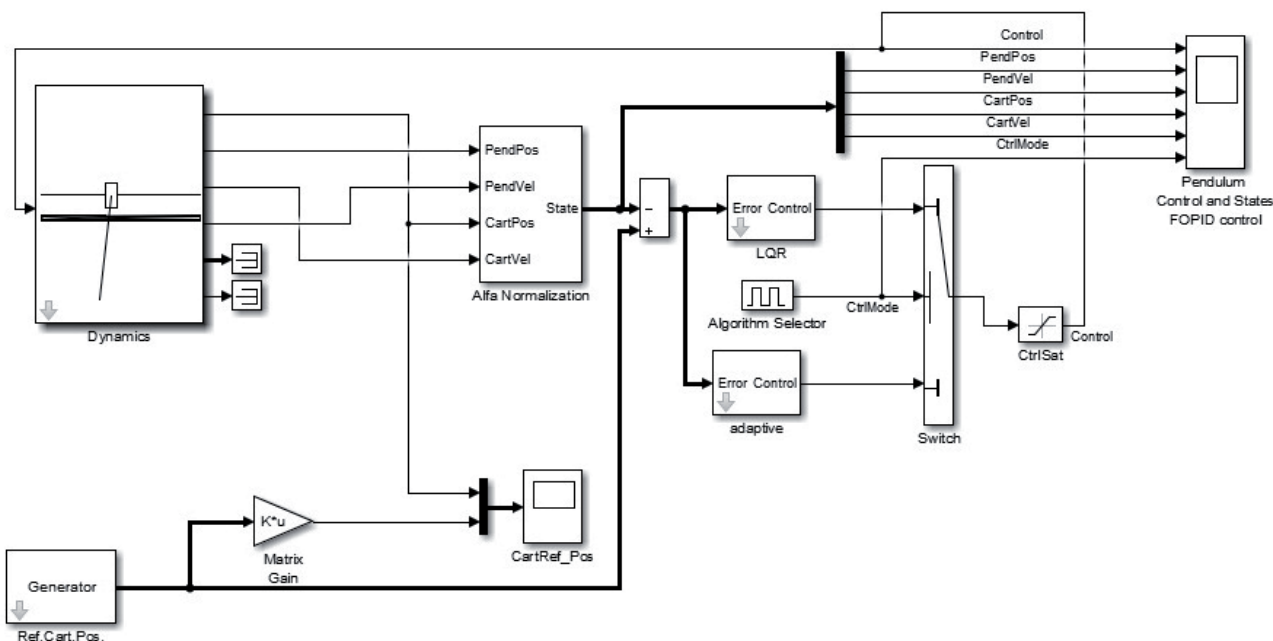 Control
PendPos
PendVel
CartPos
CartVel
CtrlMode
Pendulum
Control and States
FOPID control
Dynamics
PendPos
PendVel
CartPos
CartVel
State
Alfa Normalization
-
+
Error Control
LQR
Algorithm Selector
CtrlMode
Error Control
adaptive
Switch
CtrlSat
Control
K*u
Matrix
Gain
CartRef_Pos
Generator
Ref.Cart.Pos.